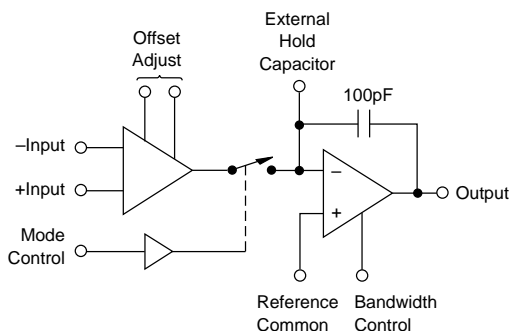 Offset
Adjust
External
Hold
Capacitor
100pF
–Input
+Input
Mode
Control
–
+
Output
Reference
Common
Bandwidth
Control